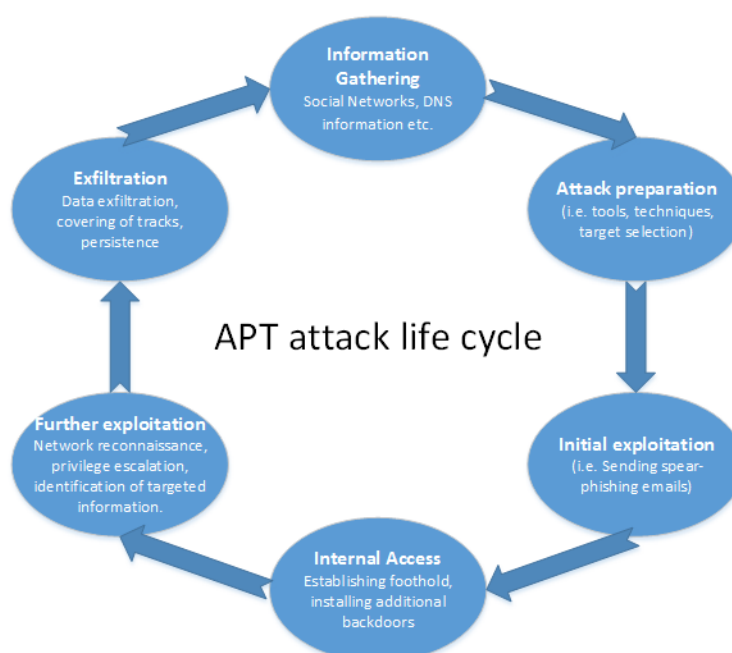 Information
Gathering
Social Networks, DNS
information etc.
Attack preparation
(i.e. tools, techniques,
target selection)
Initial exploitation
(i.e. Sending spear-
phishing emails)
Internal Access
Establishing foothold,
installing additional
backdoors
Further exploitation
Network reconnaissance,
privilege escalation,
identification of targeted
information.
Exfiltration
Data exfiltration,
covering of tracks,
persistence
APT attack life cycle